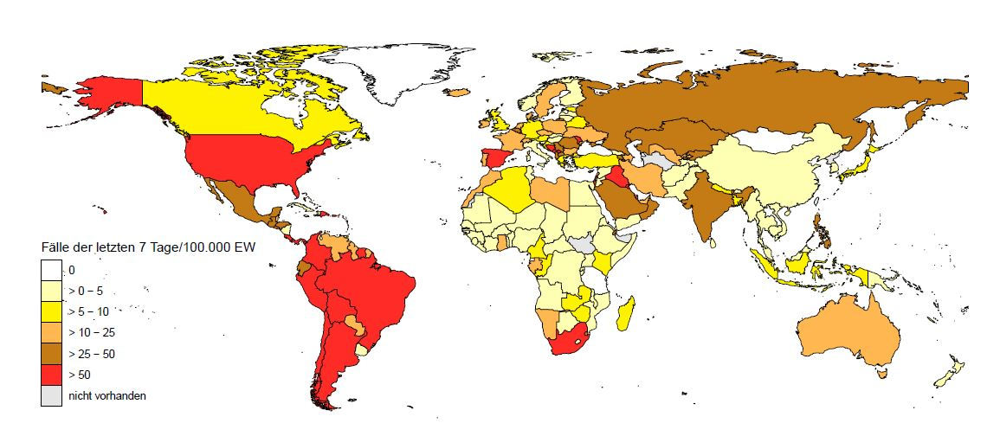 Fälle der letzten 7 Tage/100.000 EW
0
> 0 – 5
> 5 – 10
> 10 – 25
> 25 – 50
> 50
nicht vorhanden